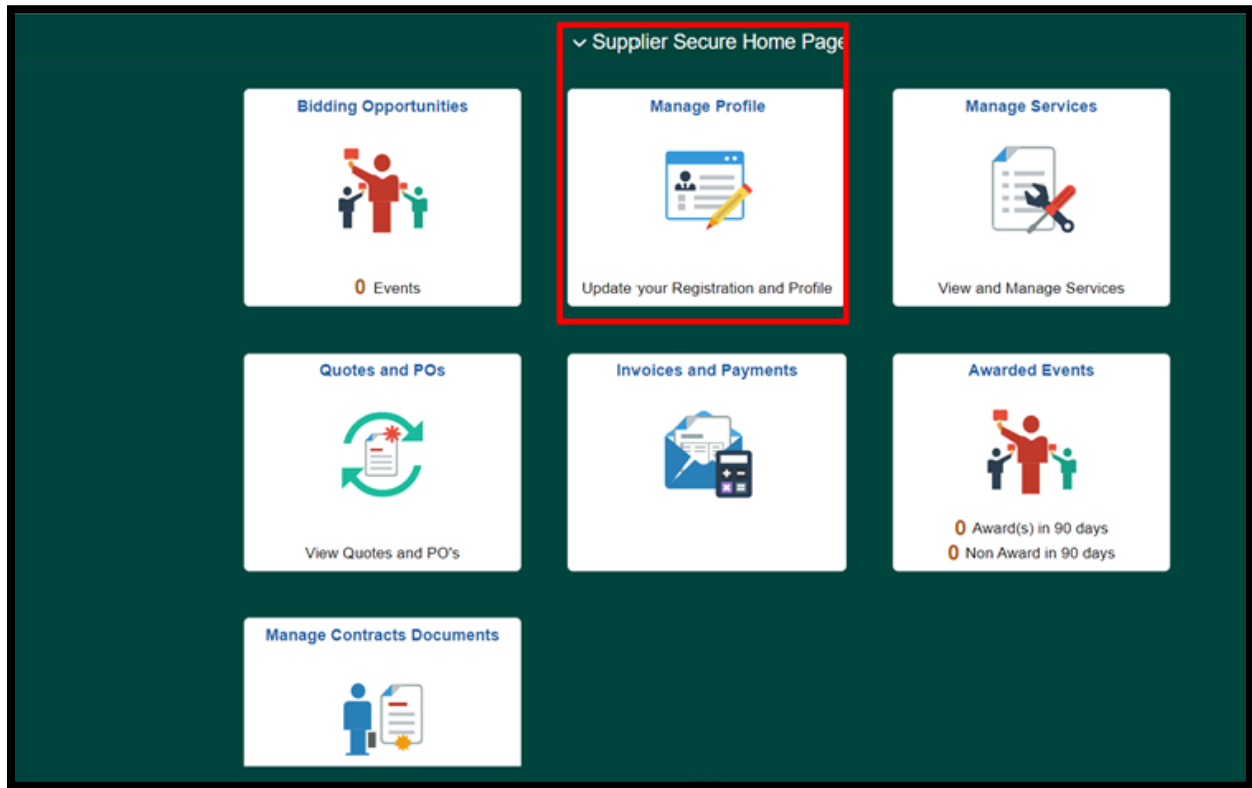 Supplier Secure Home Page
Bidding Opportunities
0 Events
Manage Profile
Update your Registration and Profile
Manage Services
View and Manage Services
Quotes and POs
View Quotes and PO's
Invoices and Payments
Awarded Events
0 Award(s) in 90 days
0 Non Award in 90 days
Manage Contracts Documents